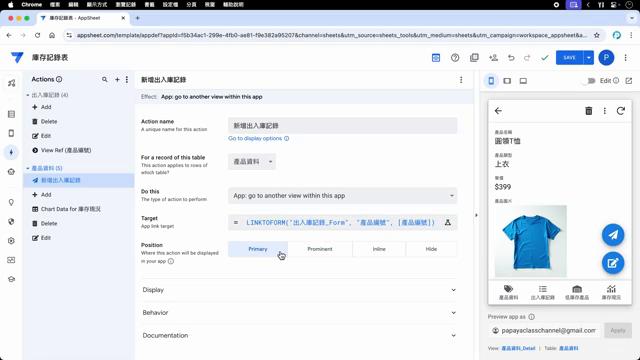 Chrome 檔案 編輯 顯示方式 瀏覽記錄 書籤 設定檔 分頁 視窗 輔助說明
庫存記錄表 - AppSheet
appsheet.com/template/appdef?appId=f5b34ac1-299e-4fb0-ae81-f9e382a95207&channel=sheets&utm_source=sheets_tools&utm_medium=sheets&utm_campaign=workspace_appsheet&a...
庫存記錄表
SAVE
P
Actions
出入庫記錄 (4)
Add
Delete
Edit
View Ref (產品編號)
產品資料 (5)
新增出入庫記錄
Add
Chart Data for 庫存現況
Delete
Edit
新增出入庫記錄
Effect: App: go to another view within this app
Action name
A unique name for this action
新增出入庫記錄
Go to display options
For a record of this table
This action applies to rows of which table?
產品資料
Do this
The type of action to perform
App: go to another view within this app
Target
App link target
= LINKTOFORM("出入庫記錄_Form", "產品編號", [產品編號])
Position
Where this action will be displayed in your app
Primary
Prominent
Inline
Hide
Display
Behavior
Documentation
Edit
產品名稱
圓領T恤
產品類型
上衣
售價
$399
產品圖片
產品資料
出入庫記錄
低庫存產品
庫存現況
Preview app as
papayaclasschannel@gmail.com
Apply
View: 產品資料_Detail | Table: 產品資料